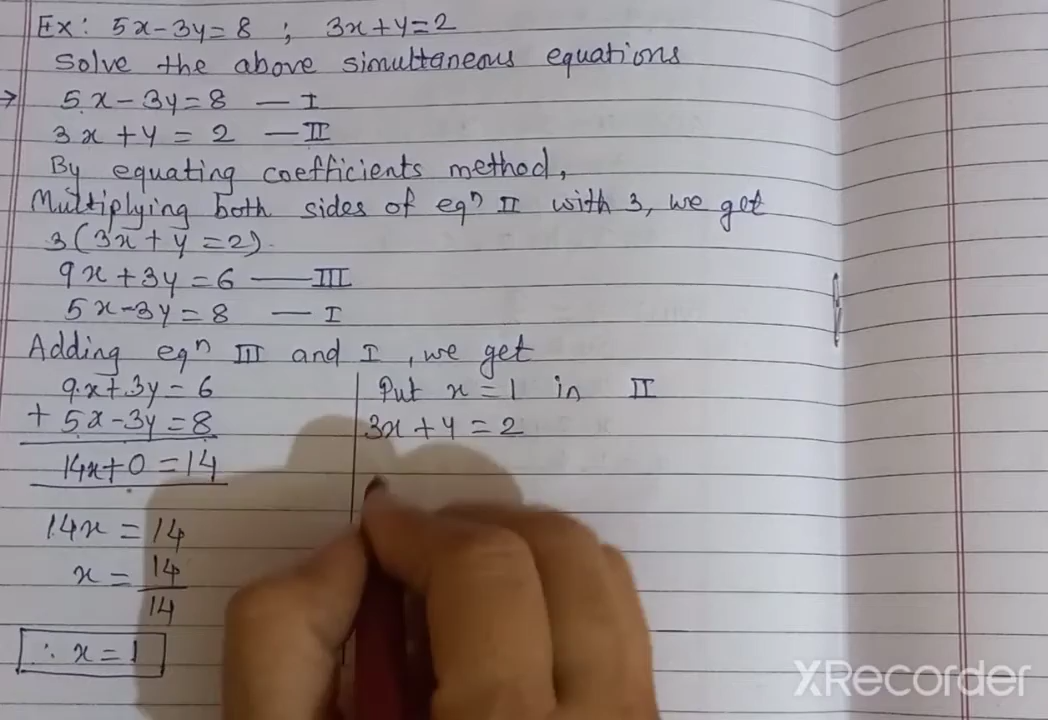 Ex: 5x-3y=8 ; 3x+y=2
Solve the above simultaneous equations
→ 5x-3y=8 — I
3x+y=2 — II
By equating coefficients method,
Multiplying both sides of eqⁿ II with 3, we get
3(3x+y=2).
9x+3y=6 — III
5x-3y=8 — I
Adding eqⁿ III and I, we get
9x+3y=6
+ 5x-3y=8
14x+0=14
14x=14
x=14/14
∴ x=1
Put x=1 in II
3x+y=2
XRecorder